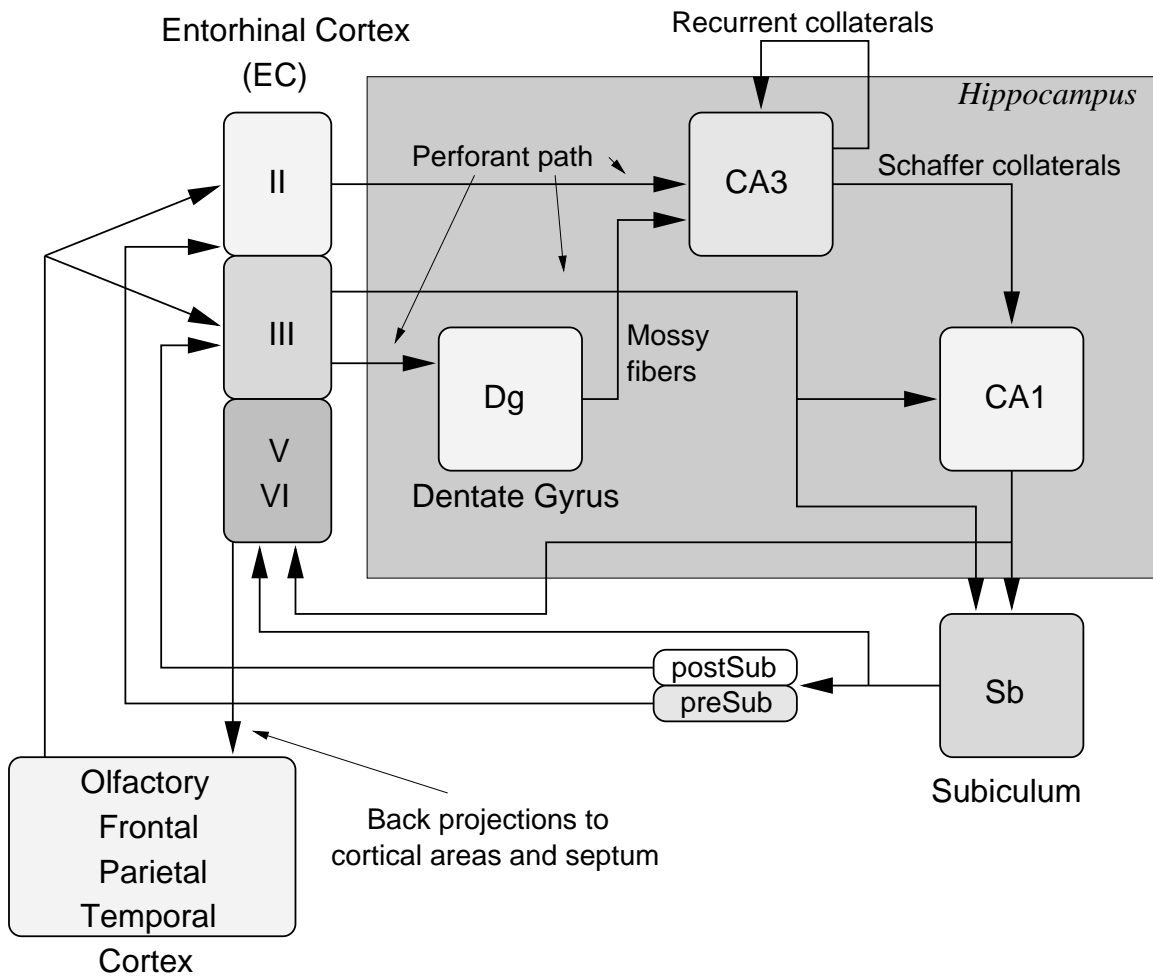 Recurrent collaterals
Entorhinal Cortex
(EC)
Hippocampus
II
Perforant path
CA3
Schaffer collaterals
III
Mossy
fibers
Dg
CA1
V
VI
Dentate Gyrus
postSub
preSub
Sb
Subiculum
Olfactory
Frontal
Parietal
Temporal
Cortex
Back projections to
cortical areas and septum